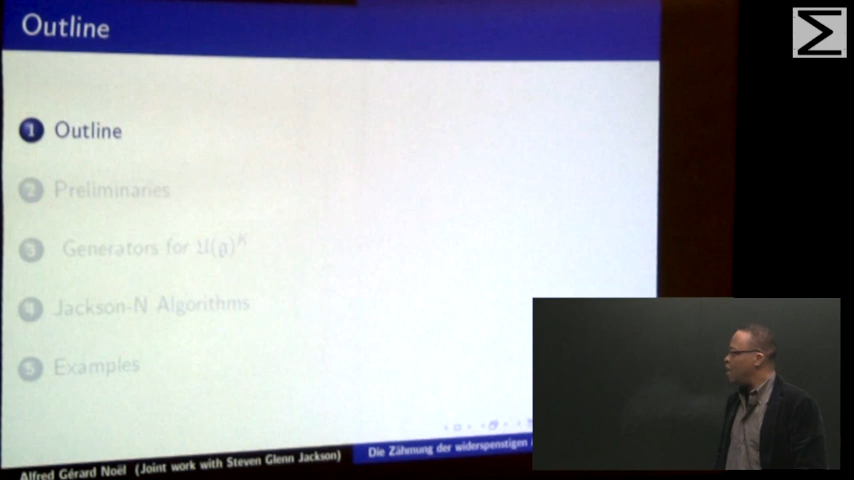 Outline
1 Outline
2 Preliminaries
3 Generators for 𝔘(𝔤)ᴷ
4 Jackson-N Algorithms
5 Examples
Alfred Gérard Noël (Joint work with Steven Glenn Jackson)
Die Zähmung der widerspenstigen
Σ